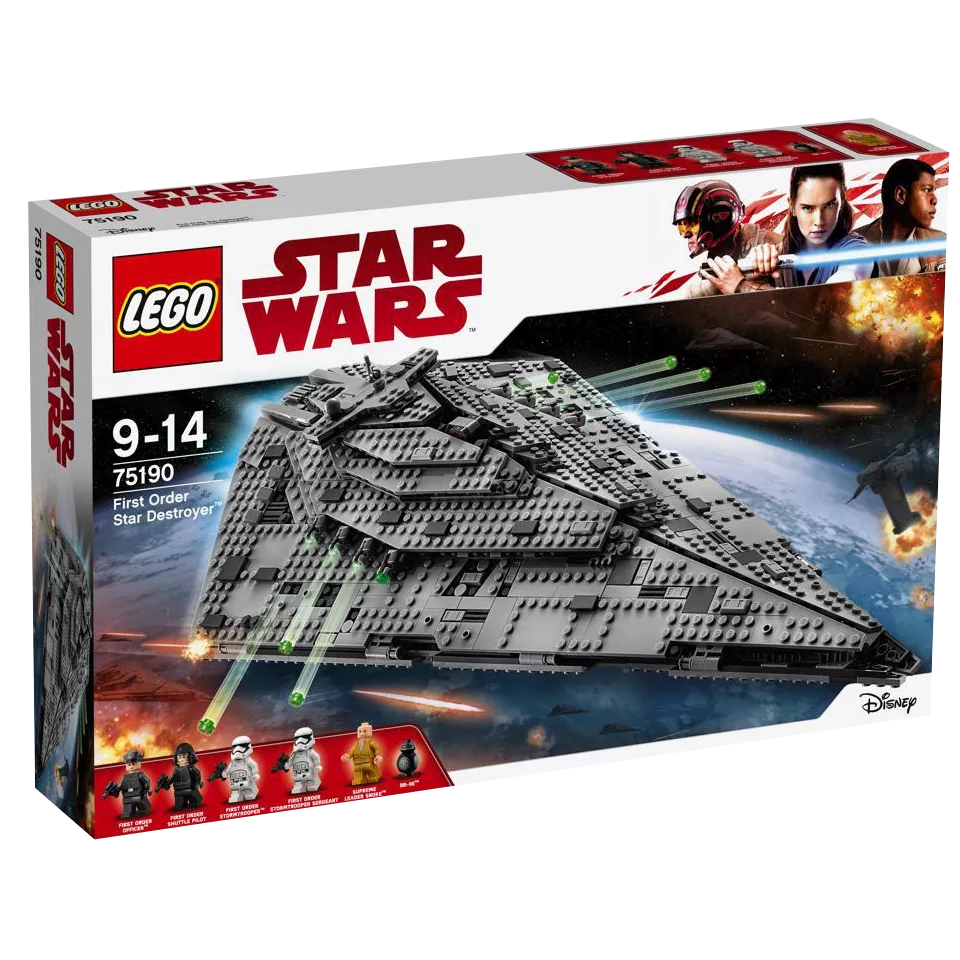 LEGO
STAR
WARS
75190
Disney
75190
LEGO
STAR
WARS
LEGO
STAR
WARS™
9-14
75190
First Order
Star Destroyer™
Disney
FIRST ORDER
OFFICER™
FIRST ORDER
SHUTTLE PILOT
FIRST ORDER
STORMTROOPER™
FIRST ORDER
STORMTROOPER SERGEANT
SUPREME
LEADER SNOKE™
BB-9E™